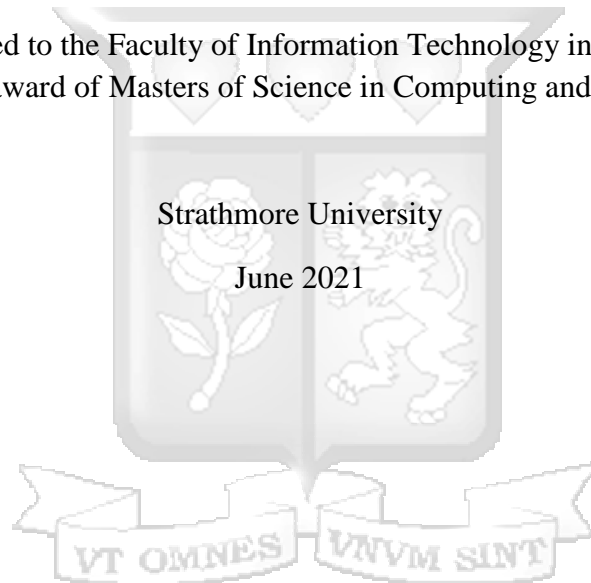 ed to the Faculty of Information Technology in
award of Masters of Science in Computing and
Strathmore University
June 2021
VT OMNES VNVM SINT